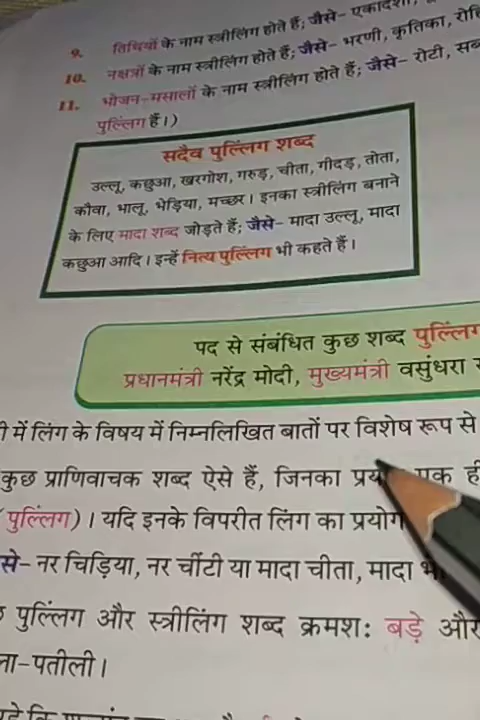 9. तिथियों के नाम स्त्रीलिंग होते हैं; जैसे– एकादशी,
10. नक्षत्रों के नाम स्त्रीलिंग होते हैं; जैसे– भरणी, कृतिका,
11. भोजन-मसालों के नाम स्त्रीलिंग होते हैं; जैसे– रोटी,
पुल्लिंग हैं।)
सदैव पुल्लिंग शब्द
उल्लू, कछुआ, खरगोश, गरुड़, चीता, गीदड़, तोता,
कौवा, भालू, भेड़िया, मच्छर। इनका स्त्रीलिंग बनाने
के लिए मादा शब्द जोड़ते हैं; जैसे– मादा उल्लू, मादा
कछुआ आदि। इन्हें नित्य पुल्लिंग भी कहते हैं।
पद से संबंधित कुछ शब्द पुल्लिंग
प्रधानमंत्री नरेंद्र मोदी, मुख्यमंत्री वसुंधरा
में लिंग के विषय में निम्नलिखित बातों पर विशेष रूप से
कुछ प्राणिवाचक शब्द ऐसे हैं, जिनका एक
(पुल्लिंग)। यदि इनके विपरीत लिंग का प्रयोग
नर चिड़िया, नर चींटी या मादा चीता, मादा
पुल्लिंग और स्त्रीलिंग शब्द क्रमश: बड़े और
पतीली।